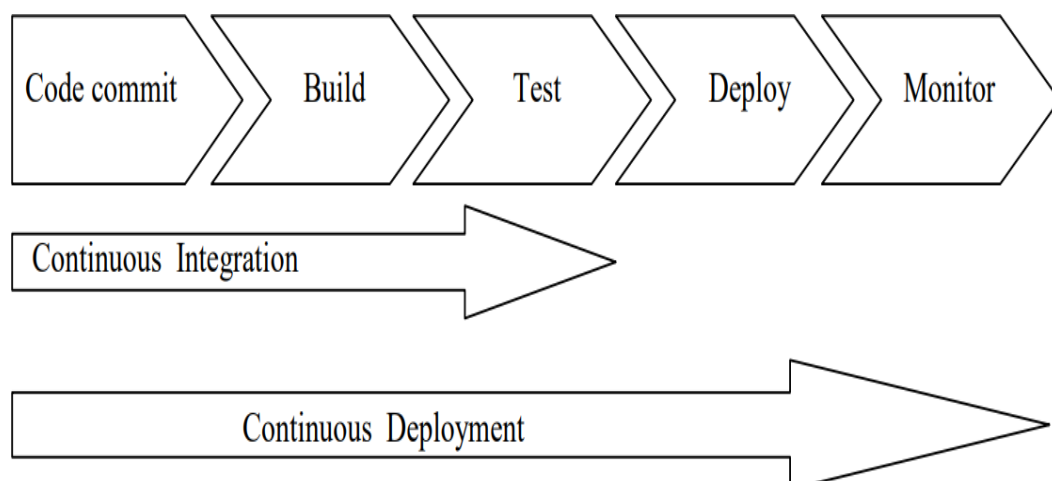 Code commit
Build
Test
Deploy
Monitor
Continuous Integration
Continuous Deployment